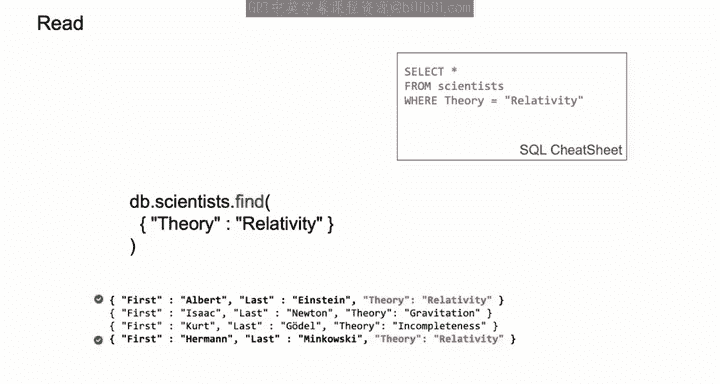 Read
SELECT *
FROM scientists
WHERE Theory = "Relativity"
SQL CheatSheet
db.scientists.find(
{ "Theory" : "Relativity" }
)
{ "First" : "Albert", "Last" : "Einstein", "Theory": "Relativity" }
{ "First" : "Isaac", "Last" : "Newton", "Theory": "Gravitation" }
{ "First" : "Kurt", "Last" : "Gödel", "Theory": "Incompleteness" }
{ "First" : "Hermann", "Last" : "Minkowski", "Theory": "Relativity" }